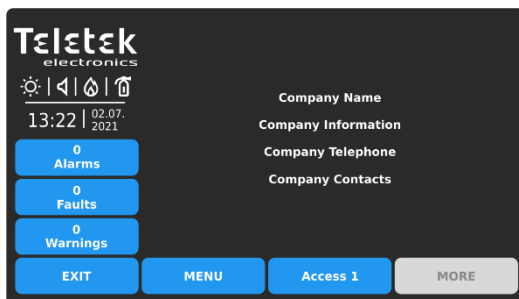 Teletek
electronics
13:22
02.07.
2021
Company Name
Company Information
Company Telephone
Company Contacts
0
Alarms
0
Faults
0
Warnings
EXIT
MENU
Access 1
MORE